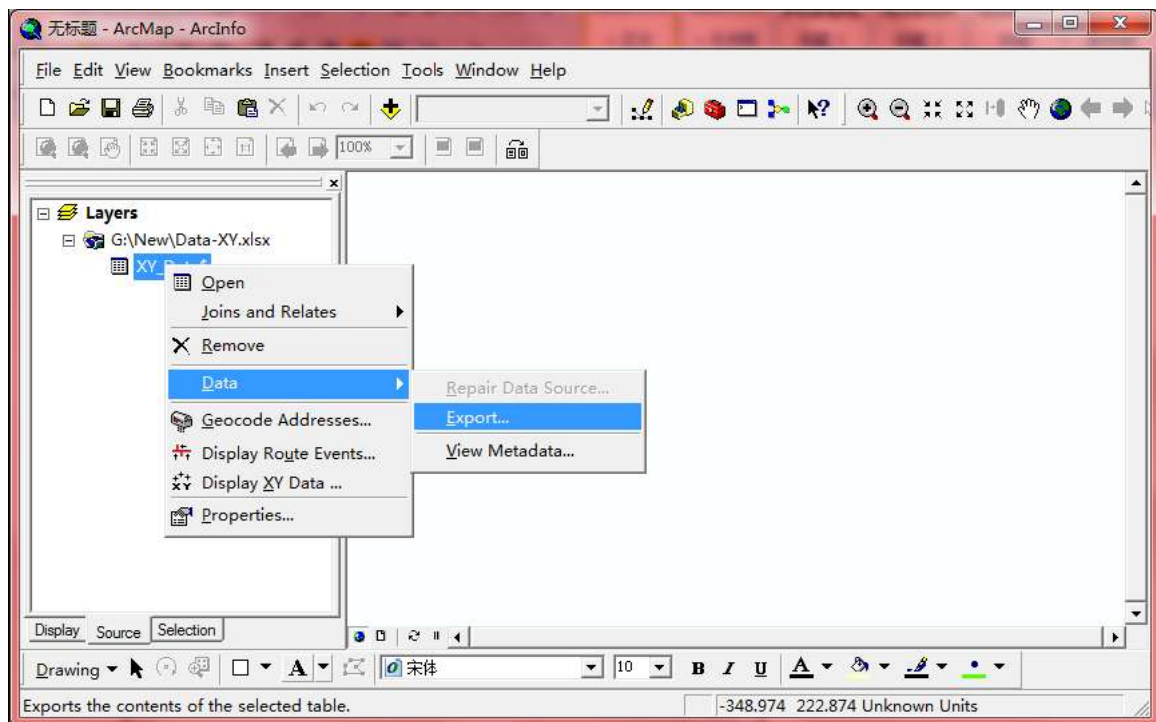 无标题 - ArcMap - ArcInfo
File Edit View Bookmarks Insert Selection Tools Window Help
100%
Layers
G:\New\Data-XY.xlsx
Open
Joins and Relates
Remove
Data
Repair Data Source...
Export...
View Metadata...
Geocode Addresses...
Display Route Events...
Display XY Data ...
Properties...
Display Source Selection
Drawing A 宋体 10 B I U A
Exports the contents of the selected table.
-348.974 222.874 Unknown Units